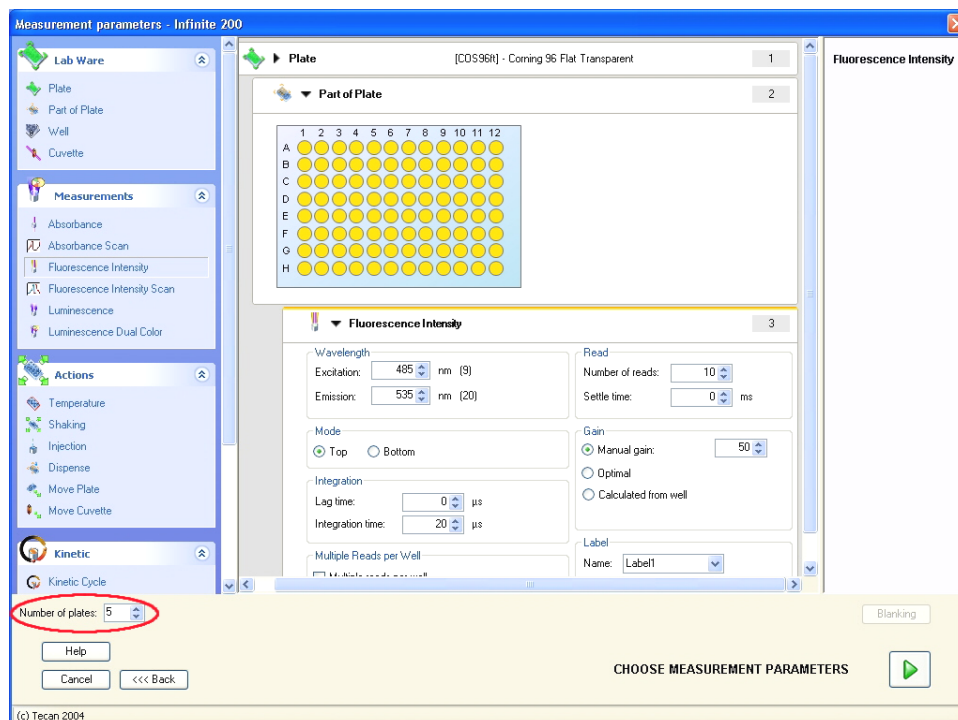 Measurement parameters - Infinite 200
Lab Ware
Plate
Part of Plate
Well
Cuvette
Measurements
Absorbance
Absorbance Scan
Fluorescence Intensity
Fluorescence Intensity Scan
Luminescence
Luminescence Dual Color
Actions
Temperature
Shaking
Injection
Dispense
Move Plate
Move Cuvette
Kinetic
Kinetic Cycle
Plate [COS96ft] - Corning 96 Flat Transparent 1
Part of Plate 2
1 2 3 4 5 6 7 8 9 10 11 12
A
B
C
D
E
F
G
H
Fluorescence Intensity 3
Wavelength
Excitation: 485 nm (9)
Emission: 535 nm (20)
Mode
Top Bottom
Integration
Lag time: 0 µs
Integration time: 20 µs
Multiple Reads per Well
Multiple reads per well
Read
Number of reads: 10
Settle time: 0 ms
Gain
Manual gain: 50
Optimal
Calculated from well
Label
Name: Label1
Fluorescence Intensity
Number of plates: 5
Blanking
Help
Cancel <<< Back
CHOOSE MEASUREMENT PARAMETERS
(c) Tecan 2004